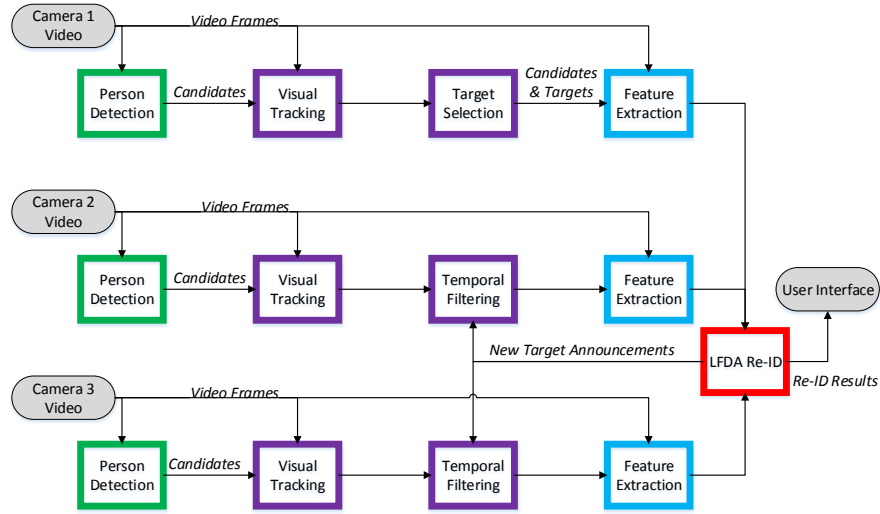 Camera 1
Video
Video Frames
Person
Detection
Candidates
Visual
Tracking
Target
Selection
Candidates
& Targets
Feature
Extraction
Camera 2
Video
Video Frames
Person
Detection
Candidates
Visual
Tracking
Temporal
Filtering
Feature
Extraction
User Interface
New Target Announcements
LFDA Re-ID
Re-ID Results
Camera 3
Video
Video Frames
Person
Detection
Candidates
Visual
Tracking
Temporal
Filtering
Feature
Extraction